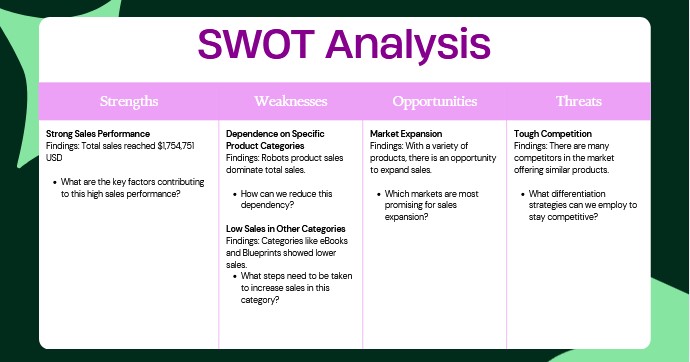 SWOT Analysis
Strengths
Weaknesses
Opportunities
Threats
Strong Sales Performance
Findings: Total sales reached $1,754,751
USD
• What are the key factors contributing
to this high sales performance?
Dependence on Specific
Product Categories
Findings: Robots product sales
dominate total sales.
• How can we reduce this
dependency?
Low Sales in Other Categories
Findings: Categories like eBooks
and Blueprints showed lower
sales.
• What steps need to be taken
to increase sales in this
category?
Market Expansion
Findings: With a variety of
products, there is an opportunity
to expand sales.
• Which markets are most
promising for sales
expansion?
Tough Competition
Findings: There are many
competitors in the market
offering similar products.
• What differentiation
strategies can we employ to
stay competitive?